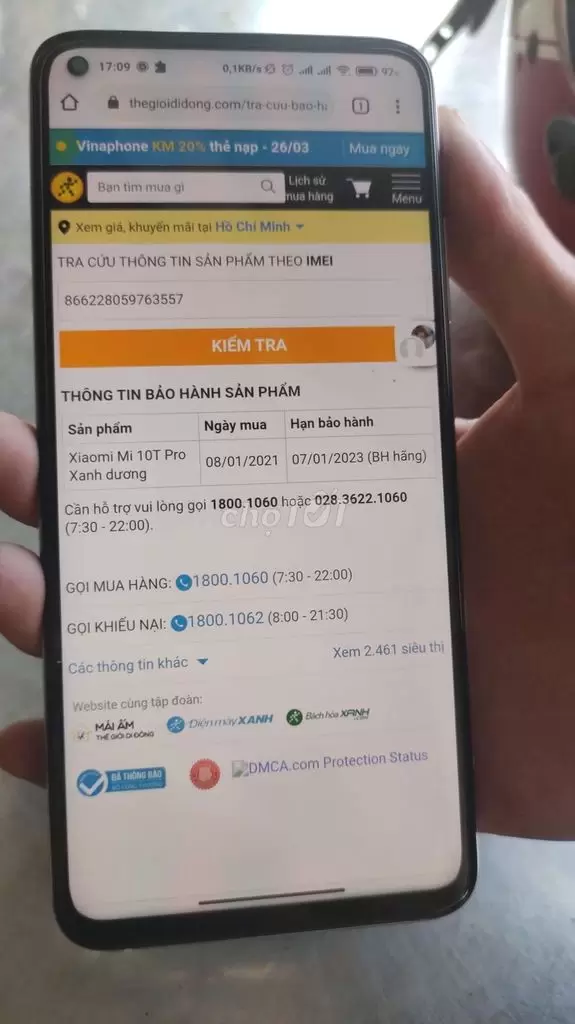 17:09 0,1KB/s 92%
thegioididong.com/tra-cuu-bao-hà 1
Vinaphone KM 20% thẻ nạp - 26/03 Mua ngay
Bạn tìm mua gì
Lịch sử
mua hàng
Menu
Xem giá, khuyến mãi tại Hồ Chí Minh
TRA CỨU THÔNG TIN SẢN PHẨM THEO IMEI
866228059763557
KIỂM TRA
THÔNG TIN BẢO HÀNH SẢN PHẨM
Sản phẩm Ngày mua Hạn bảo hành
Xiaomi Mi 10T Pro
Xanh dương 08/01/2021 07/01/2023 (BH hãng)
Cần hỗ trợ vui lòng gọi 1800.1060 hoặc 028.3622.1060
(7:30 - 22:00).
chợTỐT
GỌI MUA HÀNG: 1800.1060 (7:30 - 22:00)
GỌI KHIẾU NẠI: 1800.1062 (8:00 - 21:30)
Các thông tin khác Xem 2.461 siêu thị
Website cùng tập đoàn:
MÁI ẤM
THẾ GIỚI DI ĐỘNG
Điện máy XANH
Bách hóa XANH
.com
ĐÃ THÔNG BÁO
BỘ CÔNG THƯƠNG
DMCA.com Protection Status